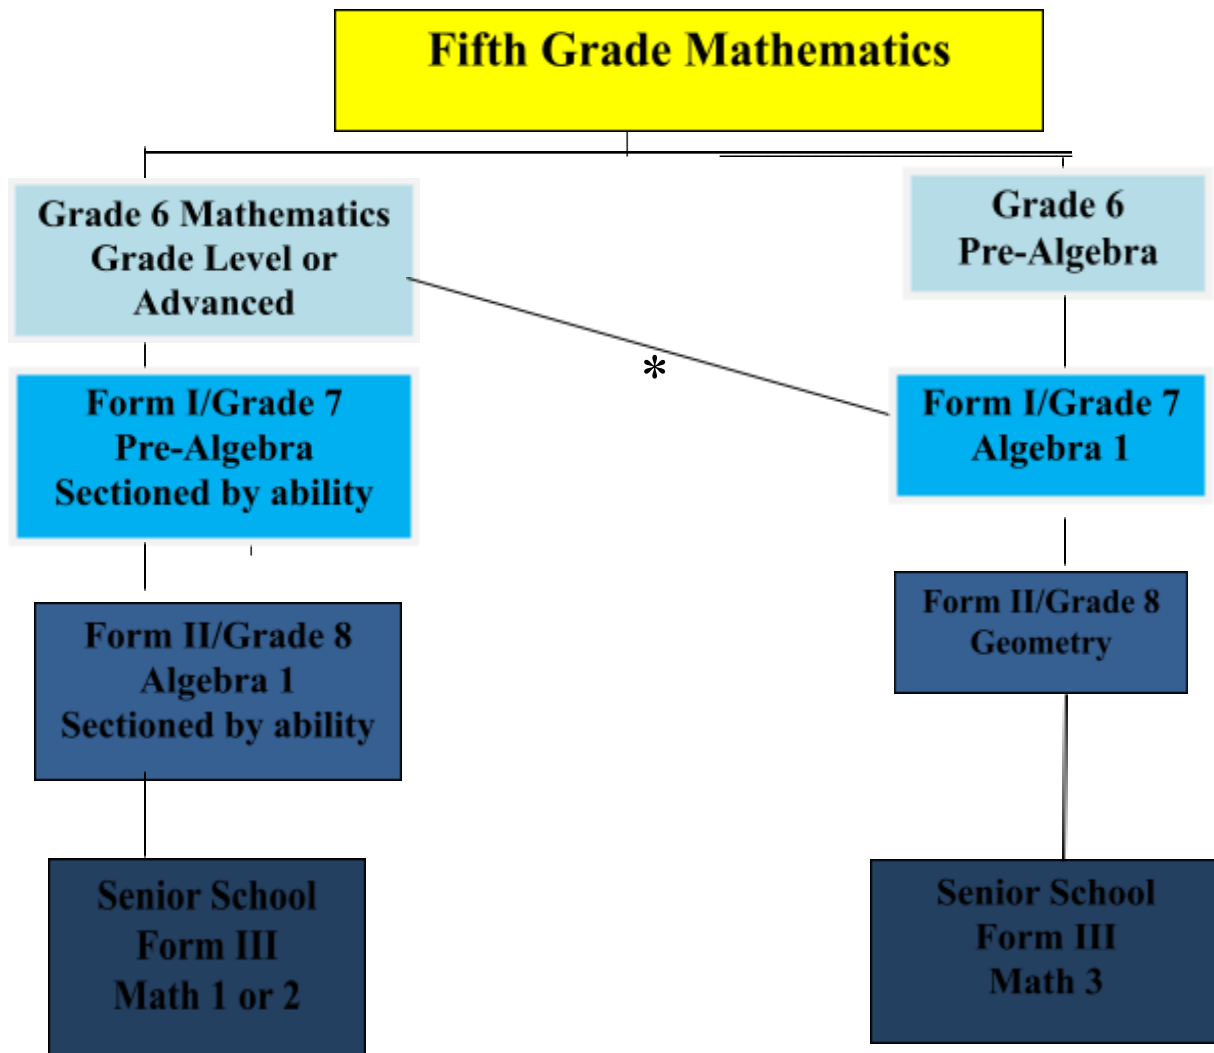 Fifth Grade Mathematics
Grade 6 Mathematics
Grade Level or
Advanced
Grade 6
Pre-Algebra
*
Form I/Grade 7
Pre-Algebra
Sectioned by ability
Form I/Grade 7
Algebra 1
Form II/Grade 8
Algebra 1
Sectioned by ability
Form II/Grade 8
Geometry
Senior School
Form III
Math 1 or 2
Senior School
Form III
Math 3